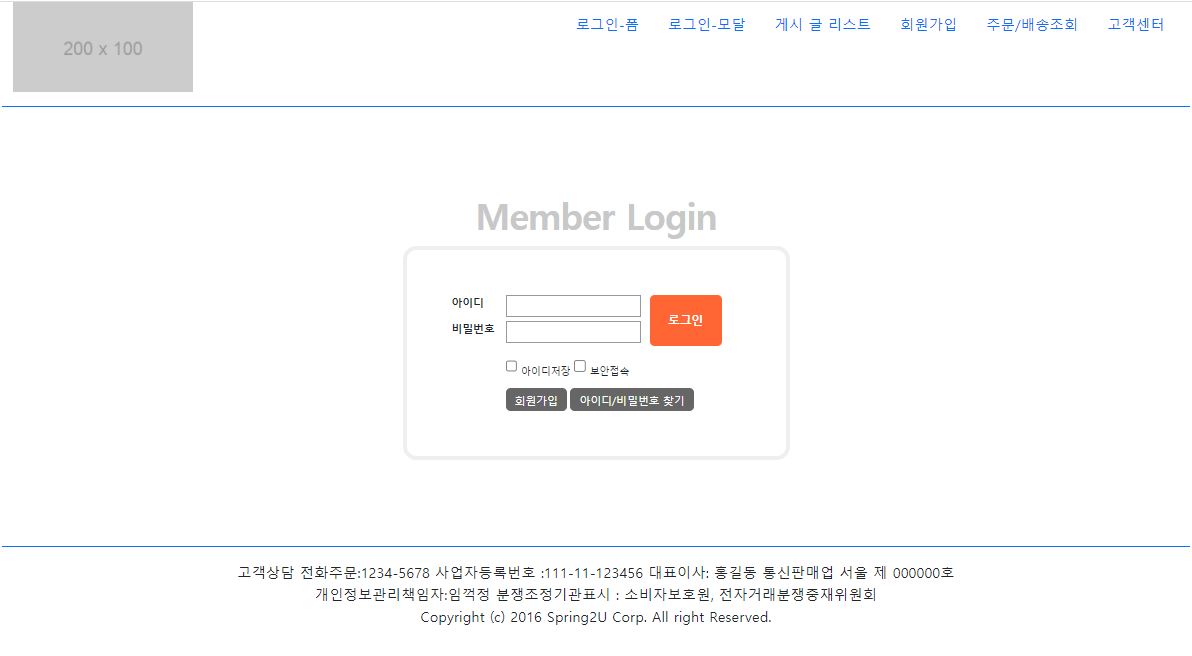 200 x 100
로그인-폼 로그인-모달 게시 글 리스트 회원가입 주문/배송조회 고객센터
Member Login
아이디
비밀번호
로그인
아이디저장 보안접속
회원가입 아이디/비밀번호 찾기
고객상담 전화주문:1234-5678 사업자등록번호 :111-11-123456 대표이사: 홍길동 통신판매업 서울 제 000000호
개인정보관리책임자:임꺽정 분쟁조정기관표시 : 소비자보호원, 전자거래분쟁중재위원회
Copyright (c) 2016 Spring2U Corp. All right Reserved.